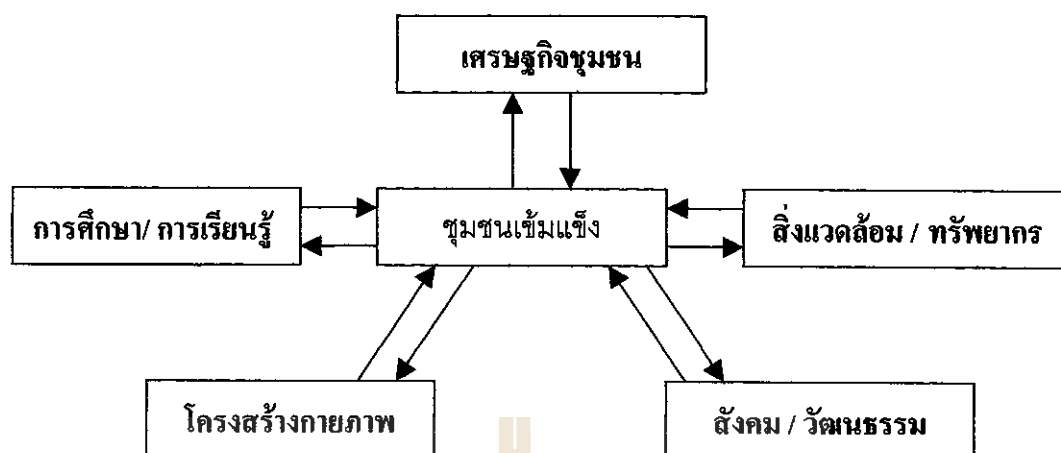 เศรษฐกิจชุมชน
การศึกษา/ การเรียนรู้
ชุมชนเข้มแข็ง
สิ่งแวดล้อม / ทรัพยากร
โครงสร้างกายภาพ
สังคม / วัฒนธรรม